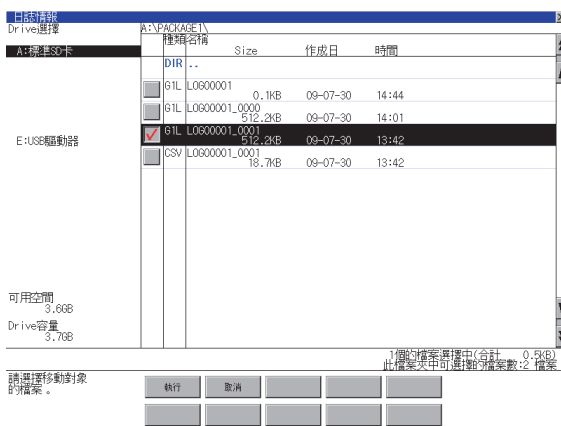 日誌情報
Drive選擇
A:\PACKAGE1\
種類 名稱
Size 作成日 時間
A:標準SD卡
DIR ..
G1L LOG00001
0.1KB 09-07-30 14:44
G1L LOG00001_0000
512.2KB 09-07-30 14:01
G1L LOG00001_0001
512.2KB 09-07-30 13:42
E:USB驅動器
CSV LOG00001_0001
18.7KB 09-07-30 13:42
可用空間
3.6GB
Drive容量
3.7GB
1個的檔案選擇中(合計 0.5KB)
此檔案夾中可選擇的檔案數:2 檔案
請選擇移動對象
的檔案。
執行 取消